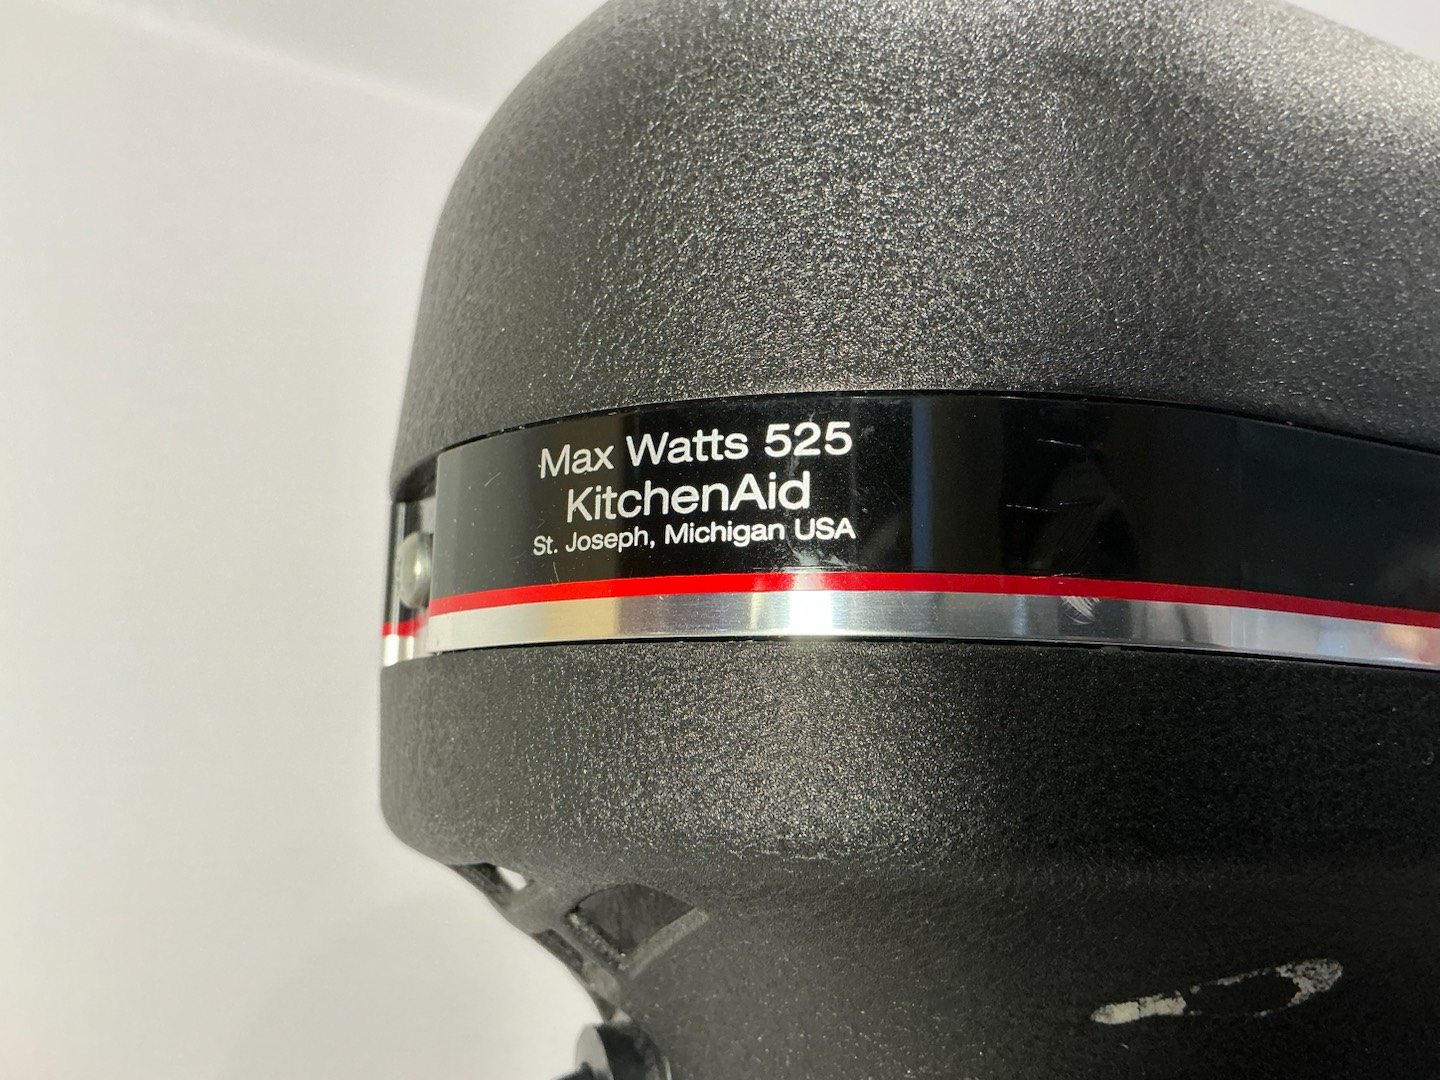 Max Watts 525
KitchenAid
St. Joseph, Michigan USA